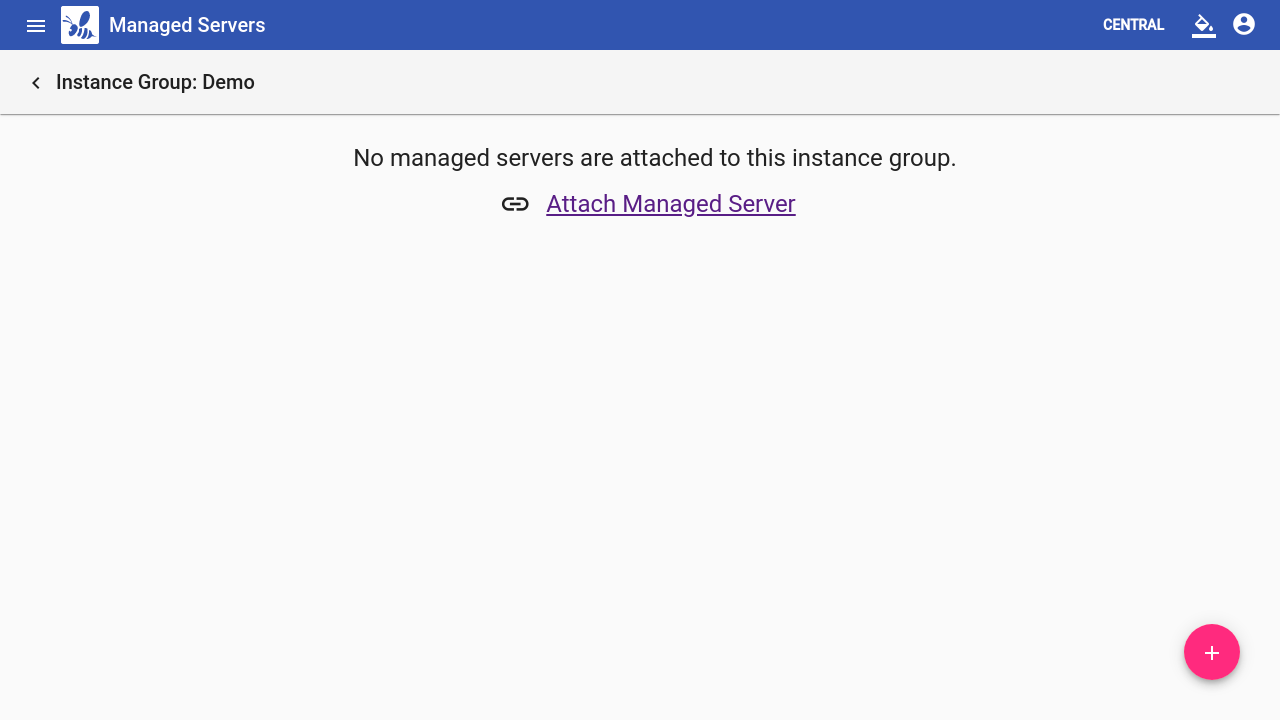 Managed Servers
CENTRAL
Instance Group: Demo
No managed servers are attached to this instance group.
Attach Managed Server